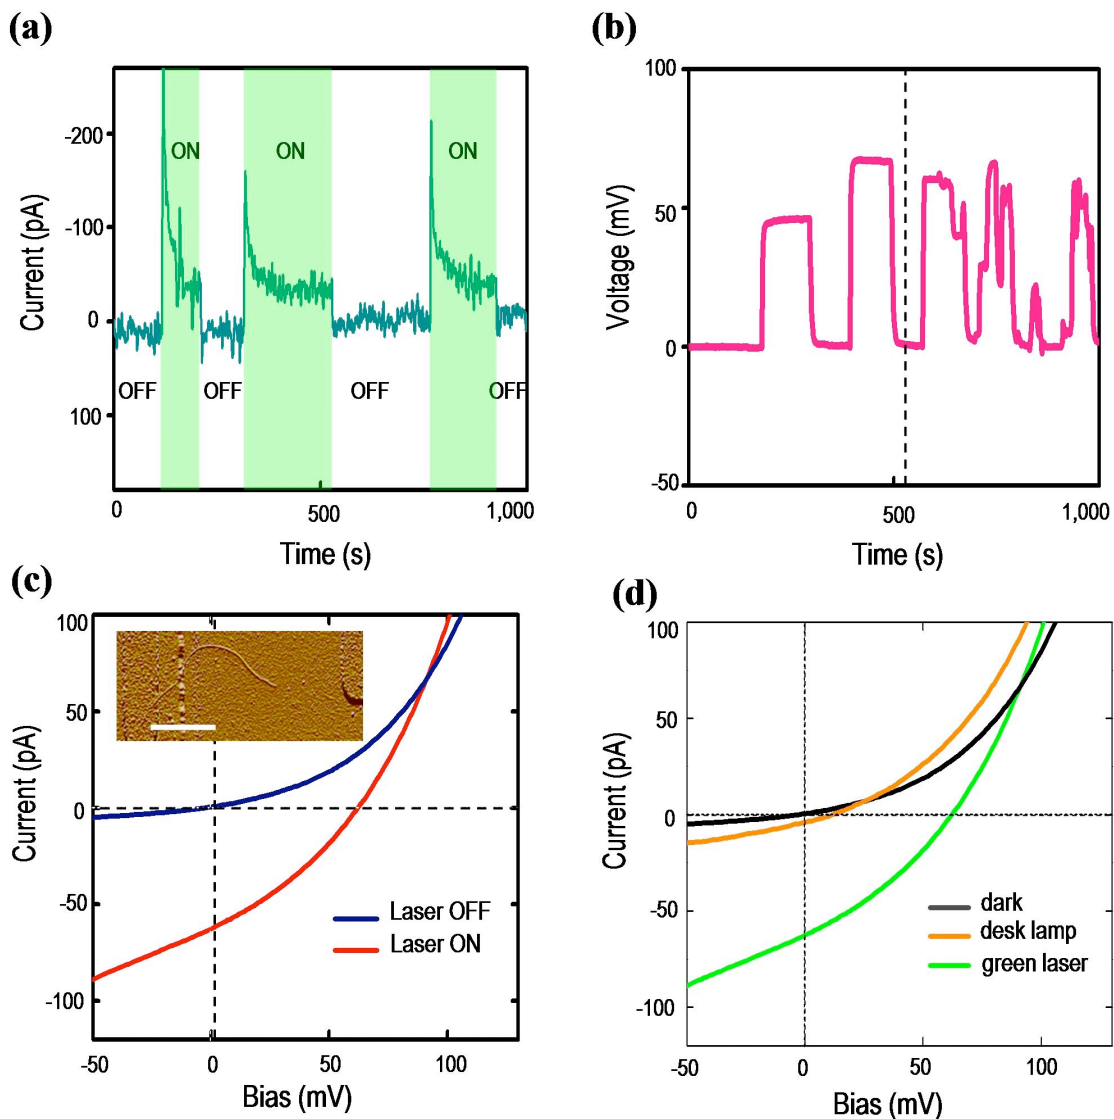 (a)
Current (pA)
-200
-100
0
100
ON
ON
ON
OFF
OFF
OFF
OFF
0
500
1,000
Time (s)
(b)
Voltage (mV)
100
50
0
-50
0
500
1,000
Time (s)
(c)
Current (pA)
100
50
0
-50
-100
Laser OFF
Laser ON
-50
0
50
100
Bias (mV)
(d)
Current (pA)
100
50
0
-50
-100
dark
desk lamp
green laser
-50
0
50
100
Bias (mV)